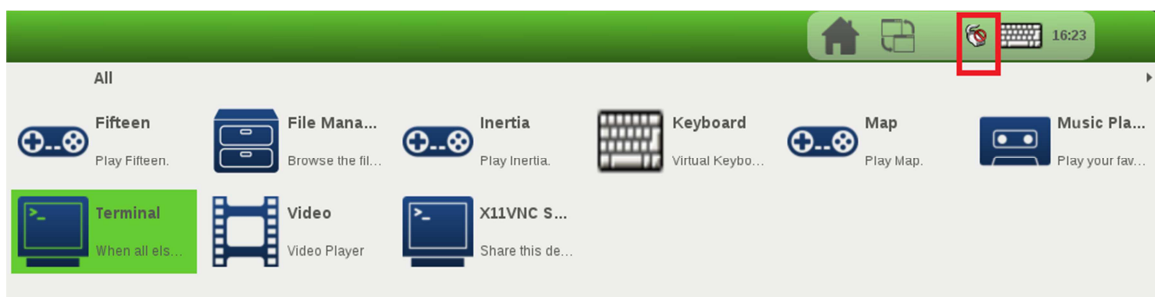 16:23
All
Fifteen
Play Fifteen.
File Mana...
Browse the fil...
Inertia
Play Inertia.
Keyboard
Virtual Keybo...
Map
Play Map.
Music Pla...
Play your fav...
Terminal
When all els...
Video
Video Player
X11VNC S...
Share this de...